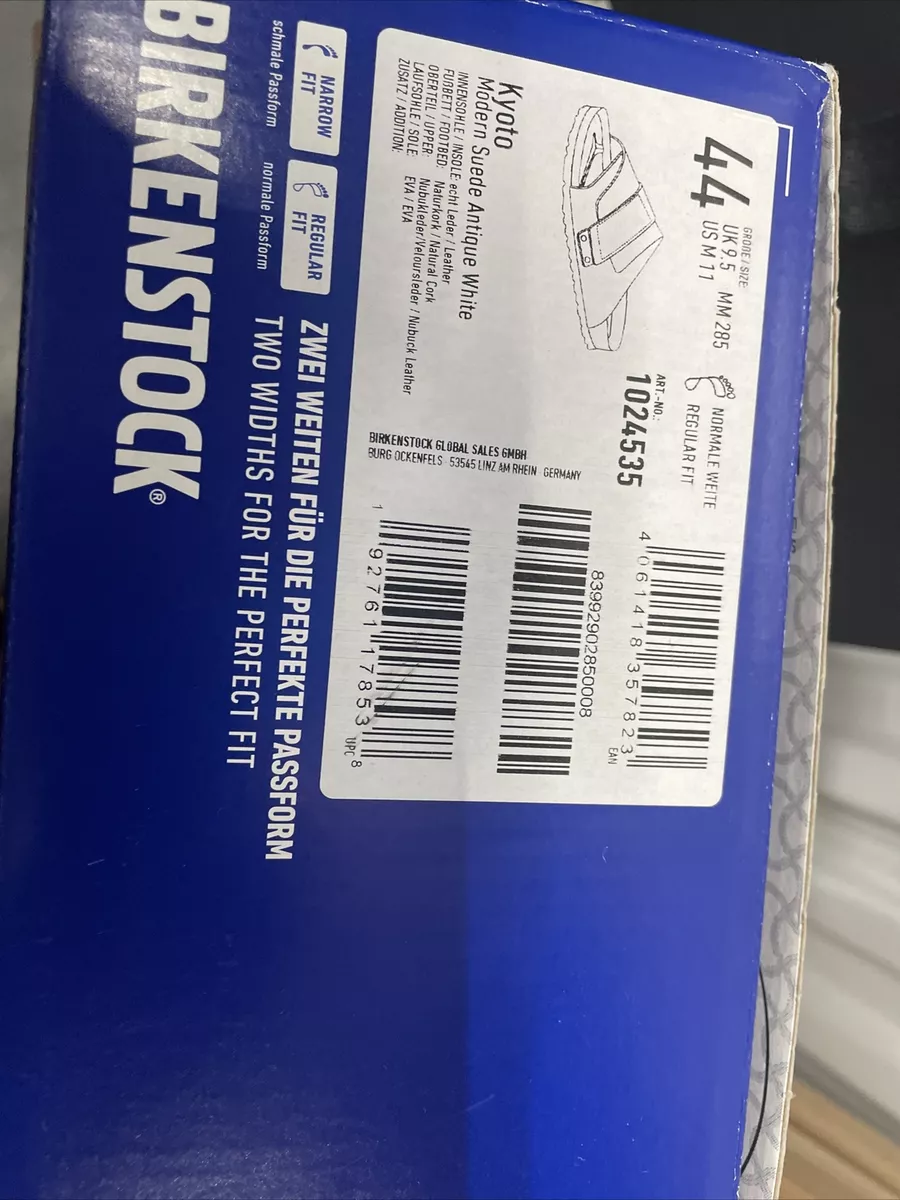 BIRKENSTOCK®
NARROW FIT
schmale Passform
REGULAR FIT
normale Passform
ZWEI WEITEN FÜR DIE PERFEKTE PASSFORM
TWO WIDTHS FOR THE PERFECT FIT
GRÖßE / SIZE:
44
UK 9.5 MM 285
US M 11
NORMALE WEITE
REGULAR FIT
ART.-NO.:
1024535
Kyoto
Modern Suede Antique White
INNENSOHLE / INSOLE: echt Leder / Leather
FUßBETT / FOOTBED: Naturkork / Natural Cork
OBERTEIL / UPPER: Nubukleder/Veloursleder / Nubuck Leather
LAUFSOHLE / SOLE: EVA / EVA
ZUSATZ / ADDITION:
BIRKENSTOCK GLOBAL SALES GMBH
BURG OCKENFELS 53545 LINZ AM RHEIN GERMANY
4 061418 357823
EAN
83992902850008
1 92761 17853 8
UPC